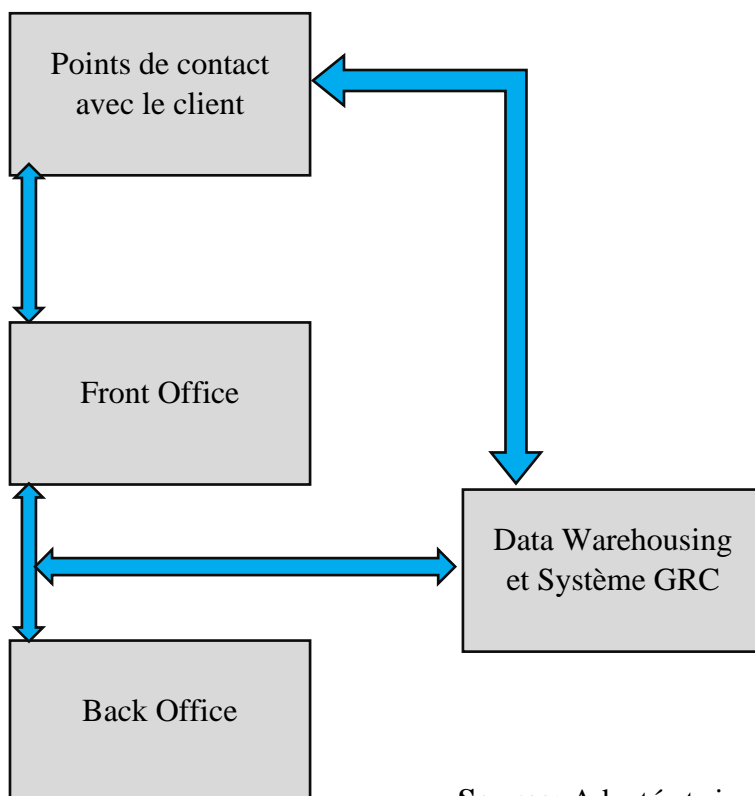 Points de contact
avec le client
Front Office
Data Warehousing
et Système GRC
Back Office